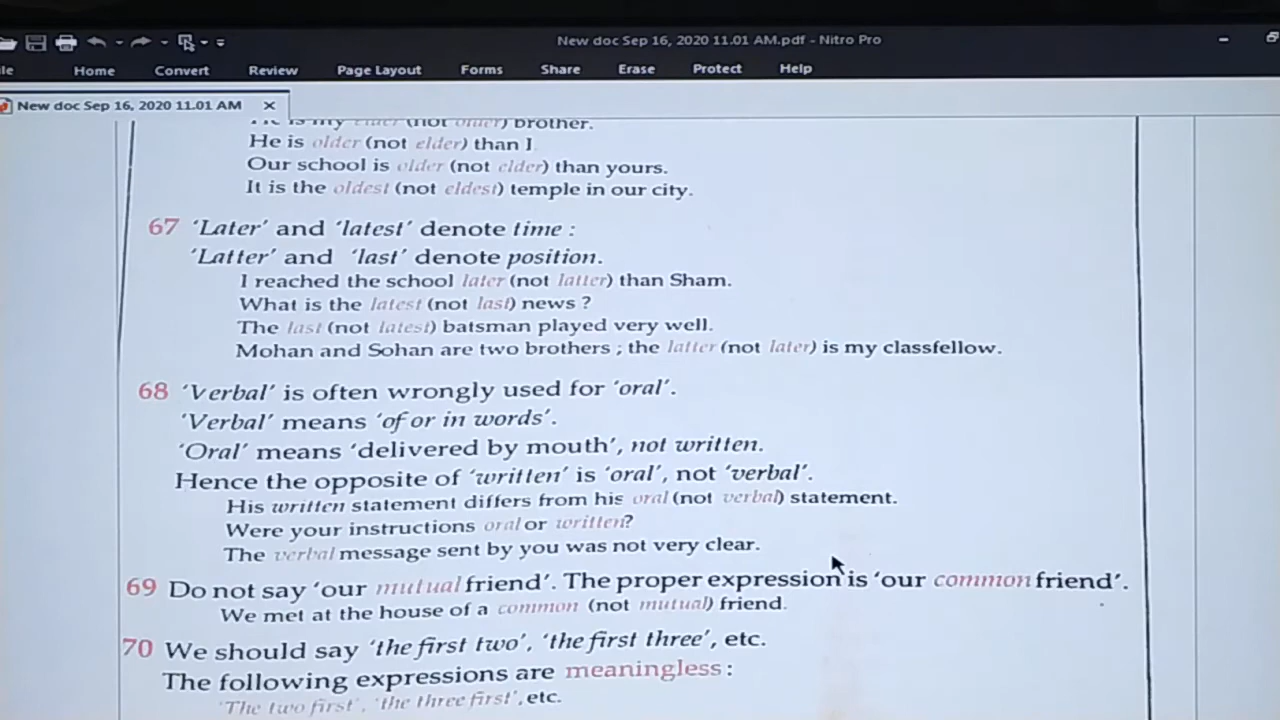 New doc Sep 16, 2020 11.01 AM.pdf - Nitro Pro
Home Convert Review Page Layout Forms Share Erase Protect Help
New doc Sep 16, 2020 11.01 AM ×
He is my elder (not older) brother.
He is older (not elder) than I
Our school is older (not elder) than yours.
It is the oldest (not eldest) temple in our city.
67 'Later' and 'latest' denote time :
'Latter' and 'last' denote position.
I reached the school later (not latter) than Sham.
What is the latest (not last) news ?
The last (not latest) batsman played very well.
Mohan and Sohan are two brothers ; the latter (not later) is my classfellow.
68 'Verbal' is often wrongly used for 'oral'.
'Verbal' means 'of or in words'.
'Oral' means 'delivered by mouth', not written.
Hence the opposite of 'written' is 'oral', not 'verbal'.
His written statement differs from his oral (not verbal) statement.
Were your instructions oral or written?
The verbal message sent by you was not very clear.
69 Do not say 'our mutual friend'. The proper expression is 'our common friend'.
We met at the house of a common (not mutual) friend.
70 We should say 'the first two', 'the first three', etc.
The following expressions are meaningless :
'The two first', 'the three first', etc.